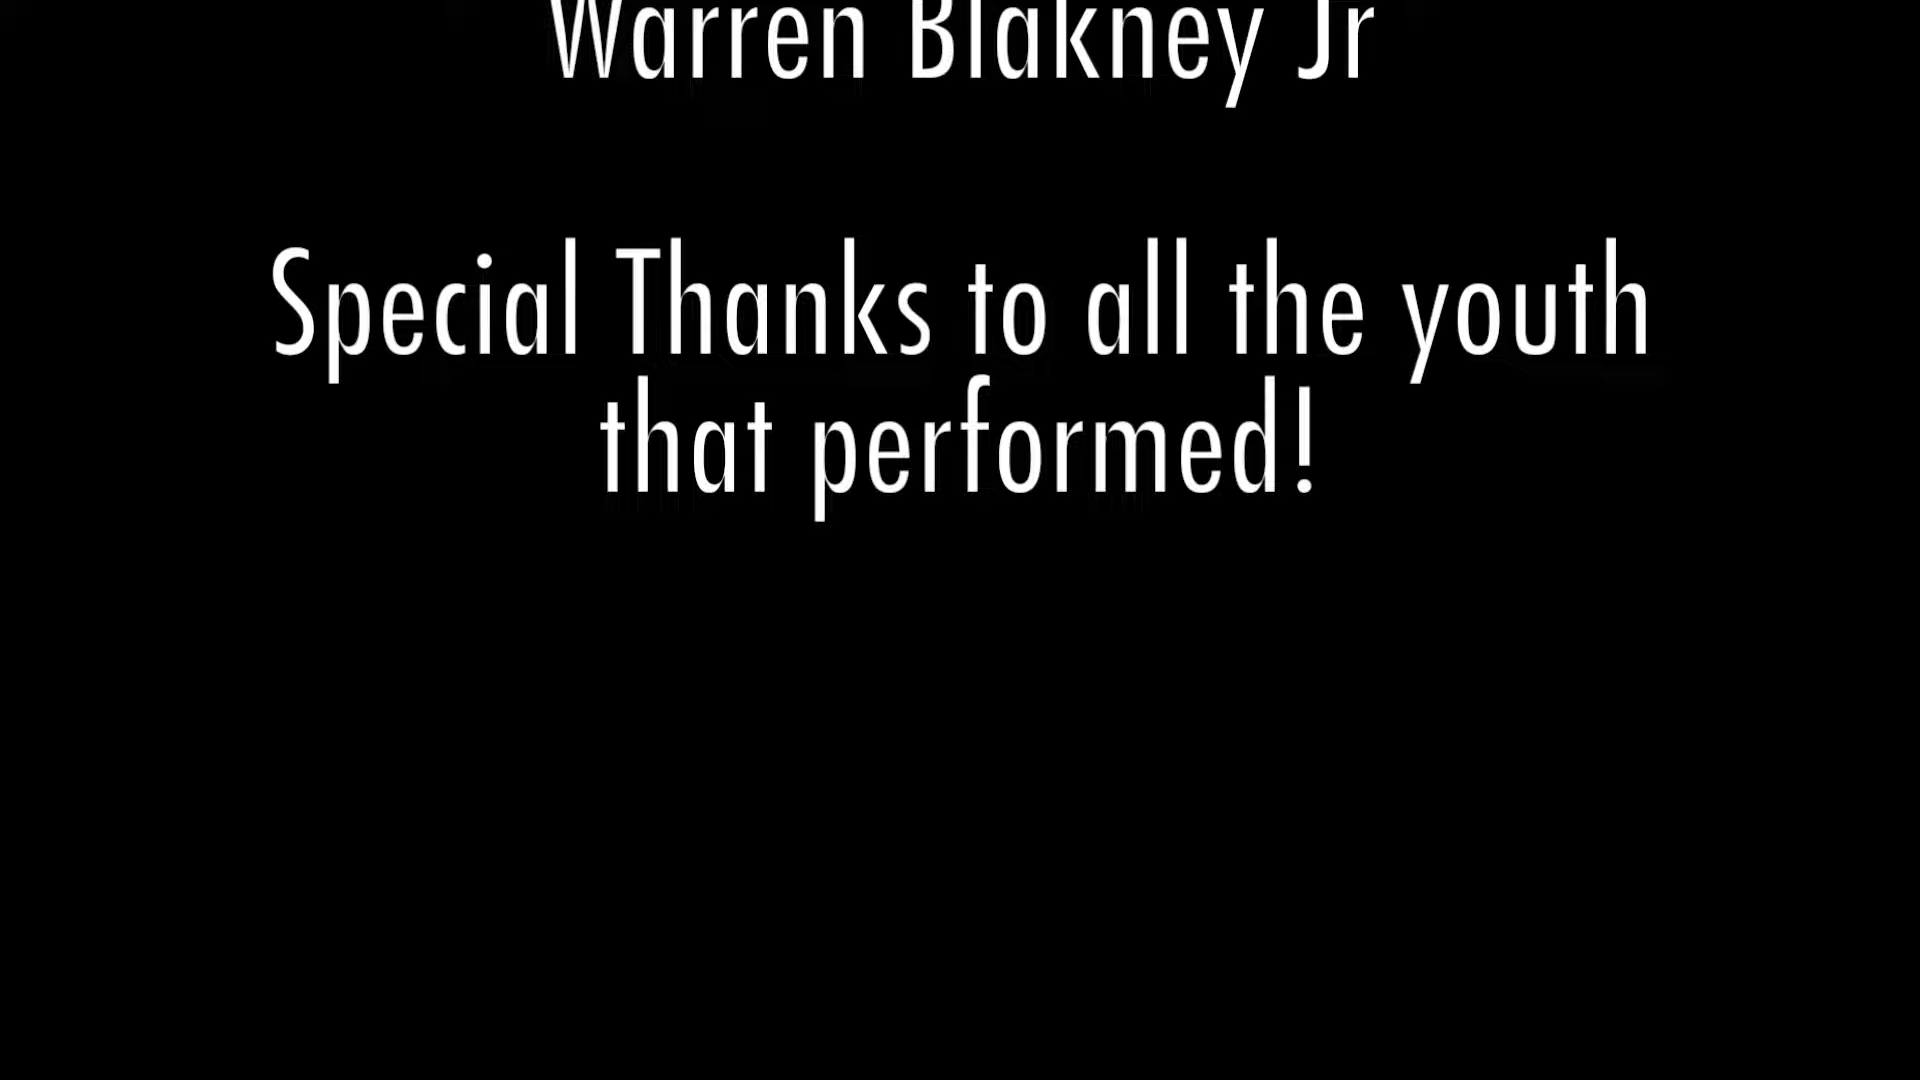 Warren Blakney Jr
Special Thanks to all the youth
that performed!